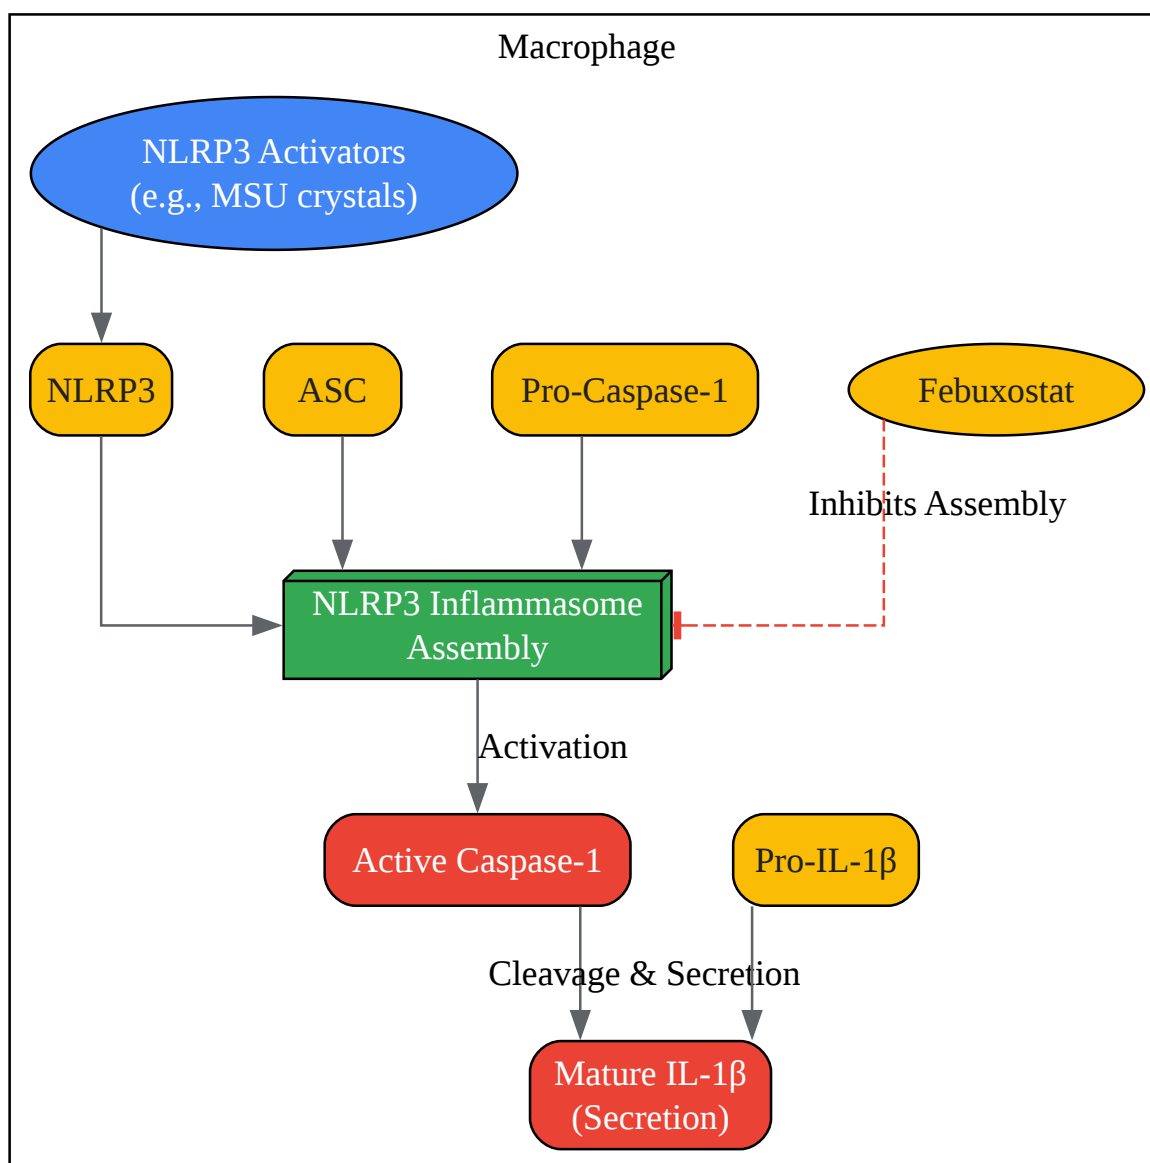 Macrophage
NLRP3 Activators
(e.g., MSU crystals)
NLRP3
ASC
Pro-Caspase-1
Febuxostat
Inhibits Assembly
NLRP3 Inflammasome
Assembly
Activation
Active Caspase-1
Pro-IL-1β
Cleavage & Secretion
Mature IL-1β
(Secretion)